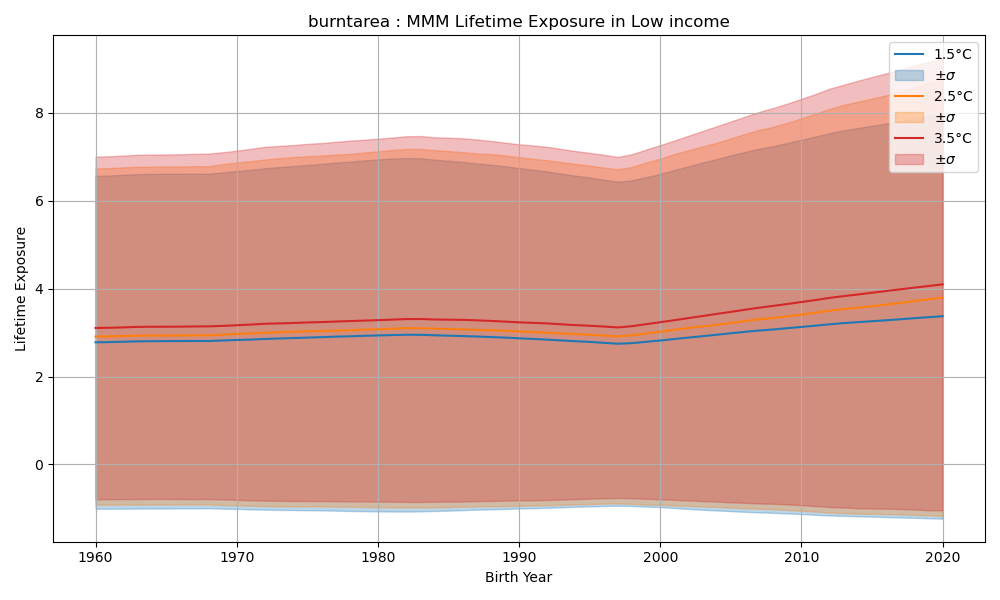 burntarea : MMM Lifetime Exposure in Low income
1.5°C
±σ
2.5°C
±σ
3.5°C
±σ
Lifetime Exposure
8
6
4
2
0
1960 1970 1980 1990 2000 2010 2020
Birth Year